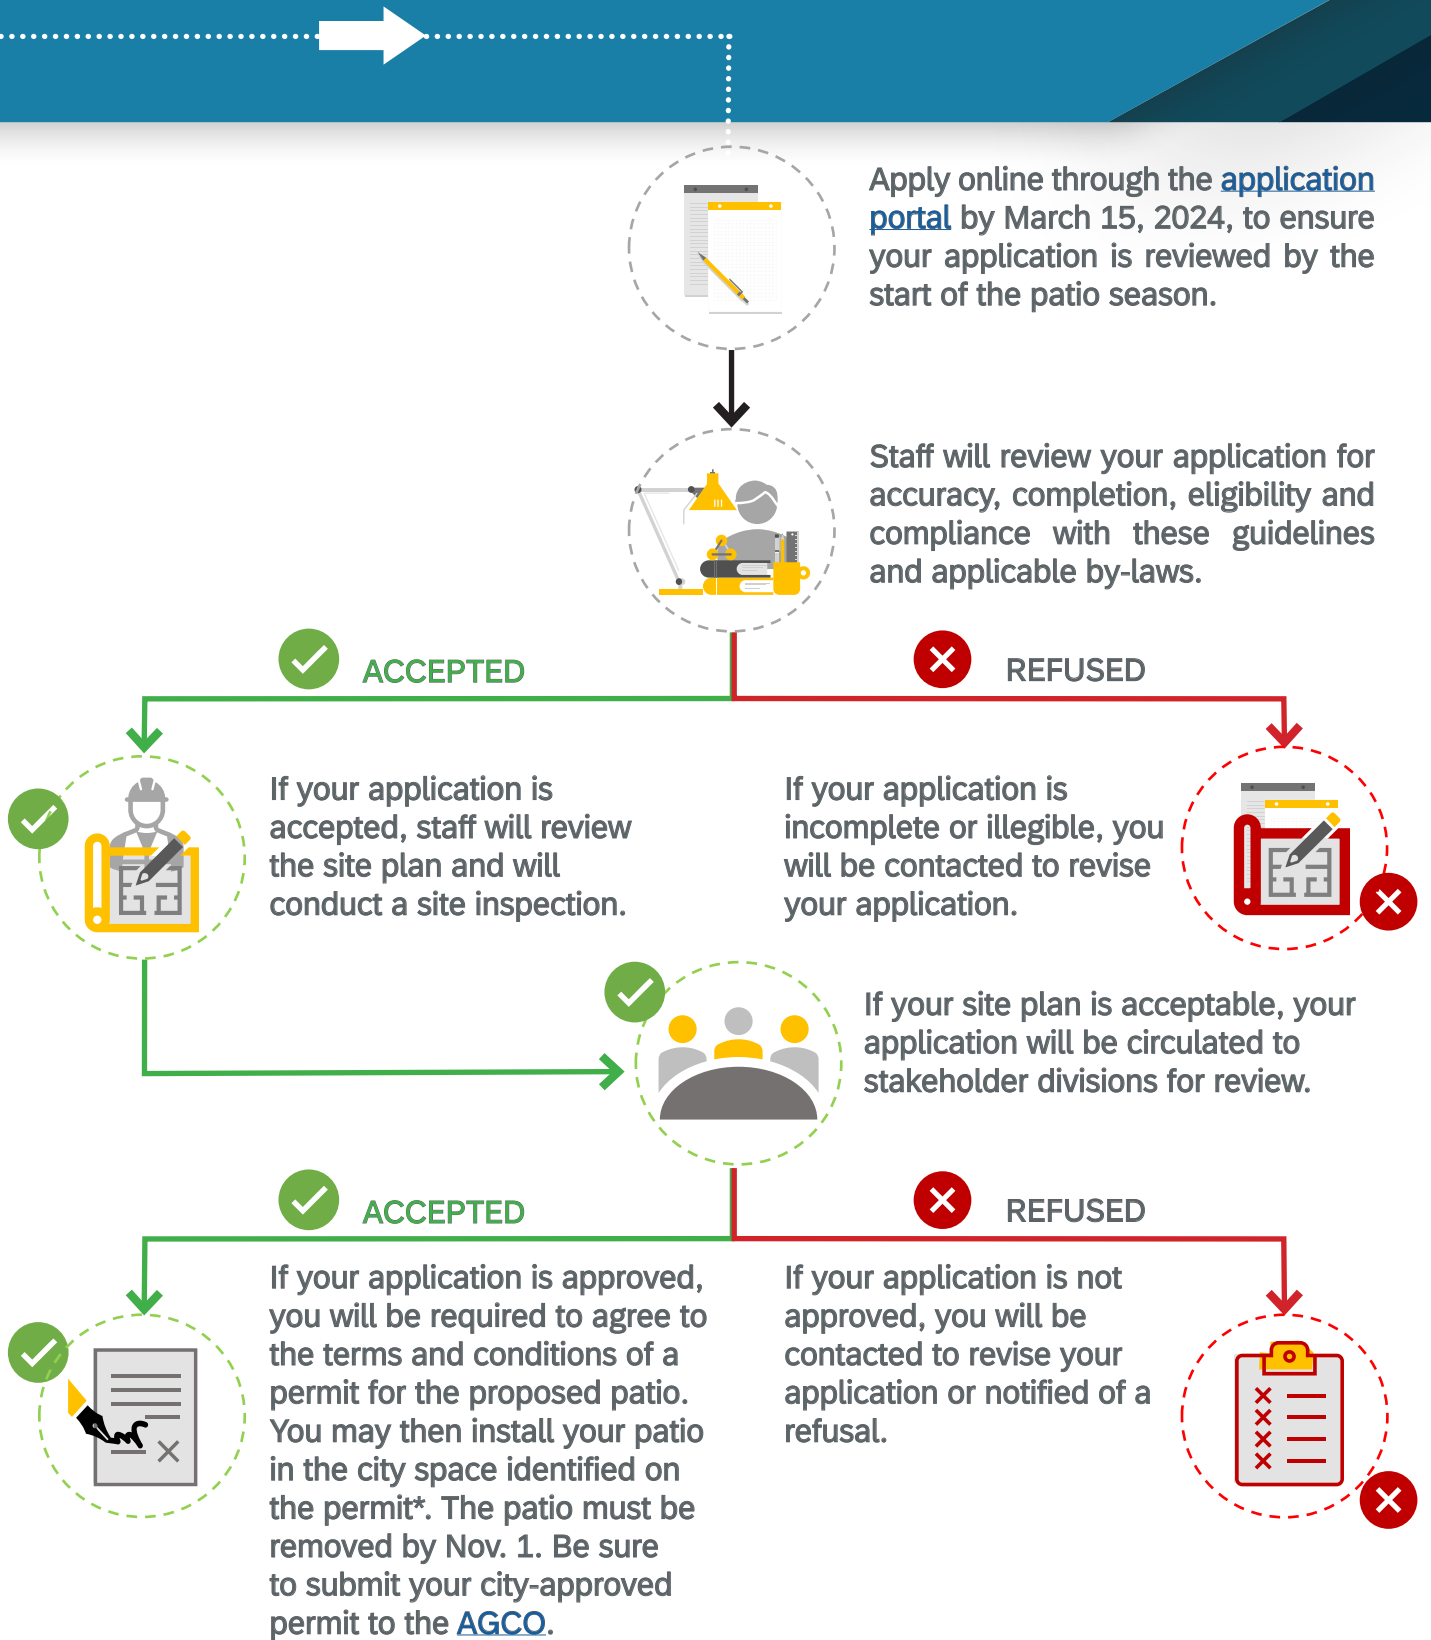 Apply online through the application
portal by March 15, 2024, to ensure
your application is reviewed by the
start of the patio season.
Staff will review your application for
accuracy, completion, eligibility and
compliance with these guidelines
and applicable by-laws.
ACCEPTED
REFUSED
If your application is
accepted, staff will review
the site plan and will
conduct a site inspection.
If your application is
incomplete or illegible, you
will be contacted to revise
your application.
If your site plan is acceptable, your
application will be circulated to
stakeholder divisions for review.
ACCEPTED
REFUSED
If your application is approved,
you will be required to agree to
the terms and conditions of a
permit for the proposed patio.
You may then install your patio
in the city space identified on
the permit*. The patio must be
removed by Nov. 1. Be sure
to submit your city-approved
permit to the AGCO.
If your application is not
approved, you will be
contacted to revise your
application or notified of a
refusal.